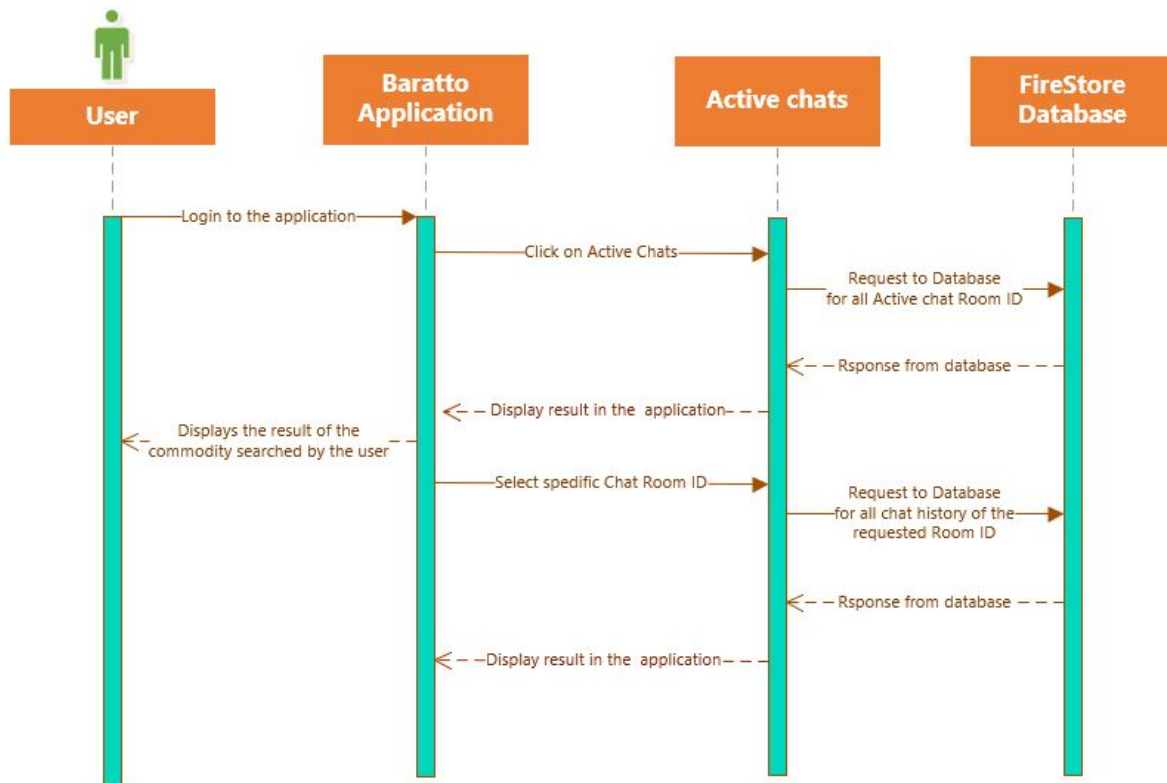 User
Baratto
Application
Active chats
FireStore
Database
Login to the application
Click on Active Chats
Request to Database
for all Active chat Room ID
Rsponse from database
Display result in the application
Displays the result of the
commodity searched by the user
Select spedific Chat Room ID
Request to Database
for all chat history of the
requested Room ID
Rsponse from database
Display result in the application